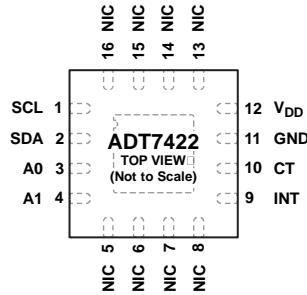 16 NIC
15 NIC
14 NIC
13 NIC
SCL 1
SDA 2
A0 3
A1 4
ADT7422
TOP VIEW
(Not to Scale)
12 VDD
11 GND
10 CT
9 INT
NIC 5
NIC 6
NIC 7
NIC 8